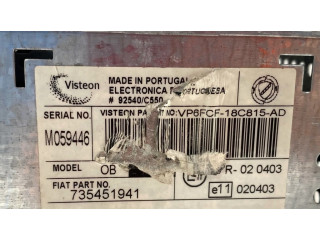 Visteon
MADE IN PORTUGAL
ELECTRONICA PORTUGUESA
# 92540/C550
SERIAL NO.
VISTEON PART NO.
M059446
VP6FCF-18C815-AD
MODEL
OB
R- 02 0403
FIAT PART NO.
735451941
e11
020403